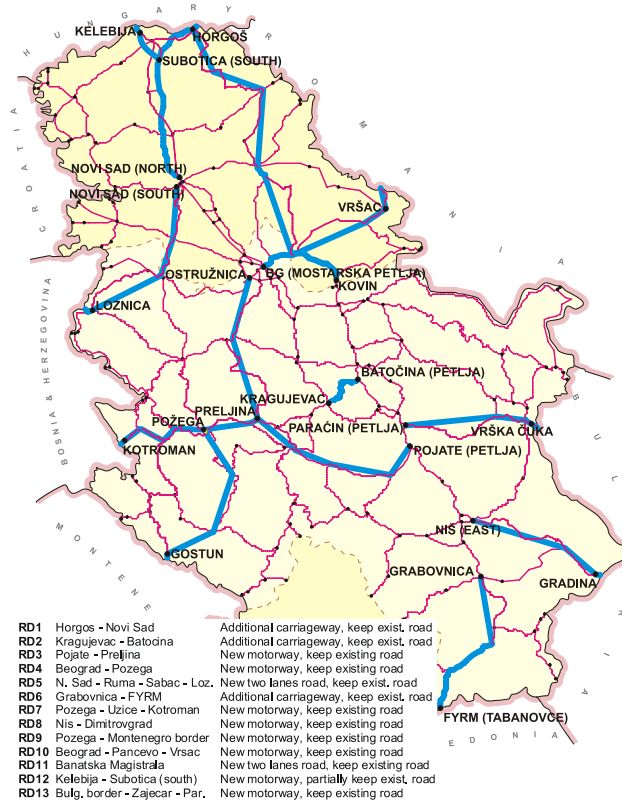 HUNGARY
ROMANIA
CROATIA
BOSNIA & HERZEGOVINA
MONTENE
BUL
RIA
EDONIA
KELEBIJA
HORGOŠ
SUBOTICA (SOUTH)
NOVI SAD (NORTH)
NOVI SAD (SOUTH)
VRŠAC
OSTRUŽNICA
BG (MOSTARSKA PETLJA)
KOVIN
LOZNICA
BATOČINA (PETLJA)
KRAGUJEVAC
PRELJINA
POŽEGA
PARAĆIN (PETLJA)
VRŠKA ČUKA
KOTROMAN
POJATE (PETLJA)
NIŠ (EAST)
GOSTUN
GRABOVNICA
GRADINA
FYRM (TABANOVCE)
RD1 Horgos - Novi Sad Additional carriageway, keep exist. road
RD2 Kragujevac - Batocina Additional carriageway, keep exist. road
RD3 Pojate - Preljina New motorway, keep existing road
RD4 Beograd - Pozega New motorway, keep existing road
RD5 N. Sad - Ruma - Sabac - Loz. New two lanes road, keep exist. road
RD6 Grabovnica - FYRM Additional carriageway, keep exist. road
RD7 Pozega - Uzice - Kotroman New motorway, keep existing road
RD8 Nis - Dimitrovgrad New motorway, keep existing road
RD9 Pozega - Montenegro border New motorway, keep existing road
RD10 Beograd - Pancevo - Vrsac New motorway, keep existing road
RD11 Banatska Magistrala New two lanes road, keep existing road
RD12 Kelebija - Subotica (south) New motorway, partially keep exist. road
RD13 Bulg. border - Zajecar - Par. New motorway, keep existing road